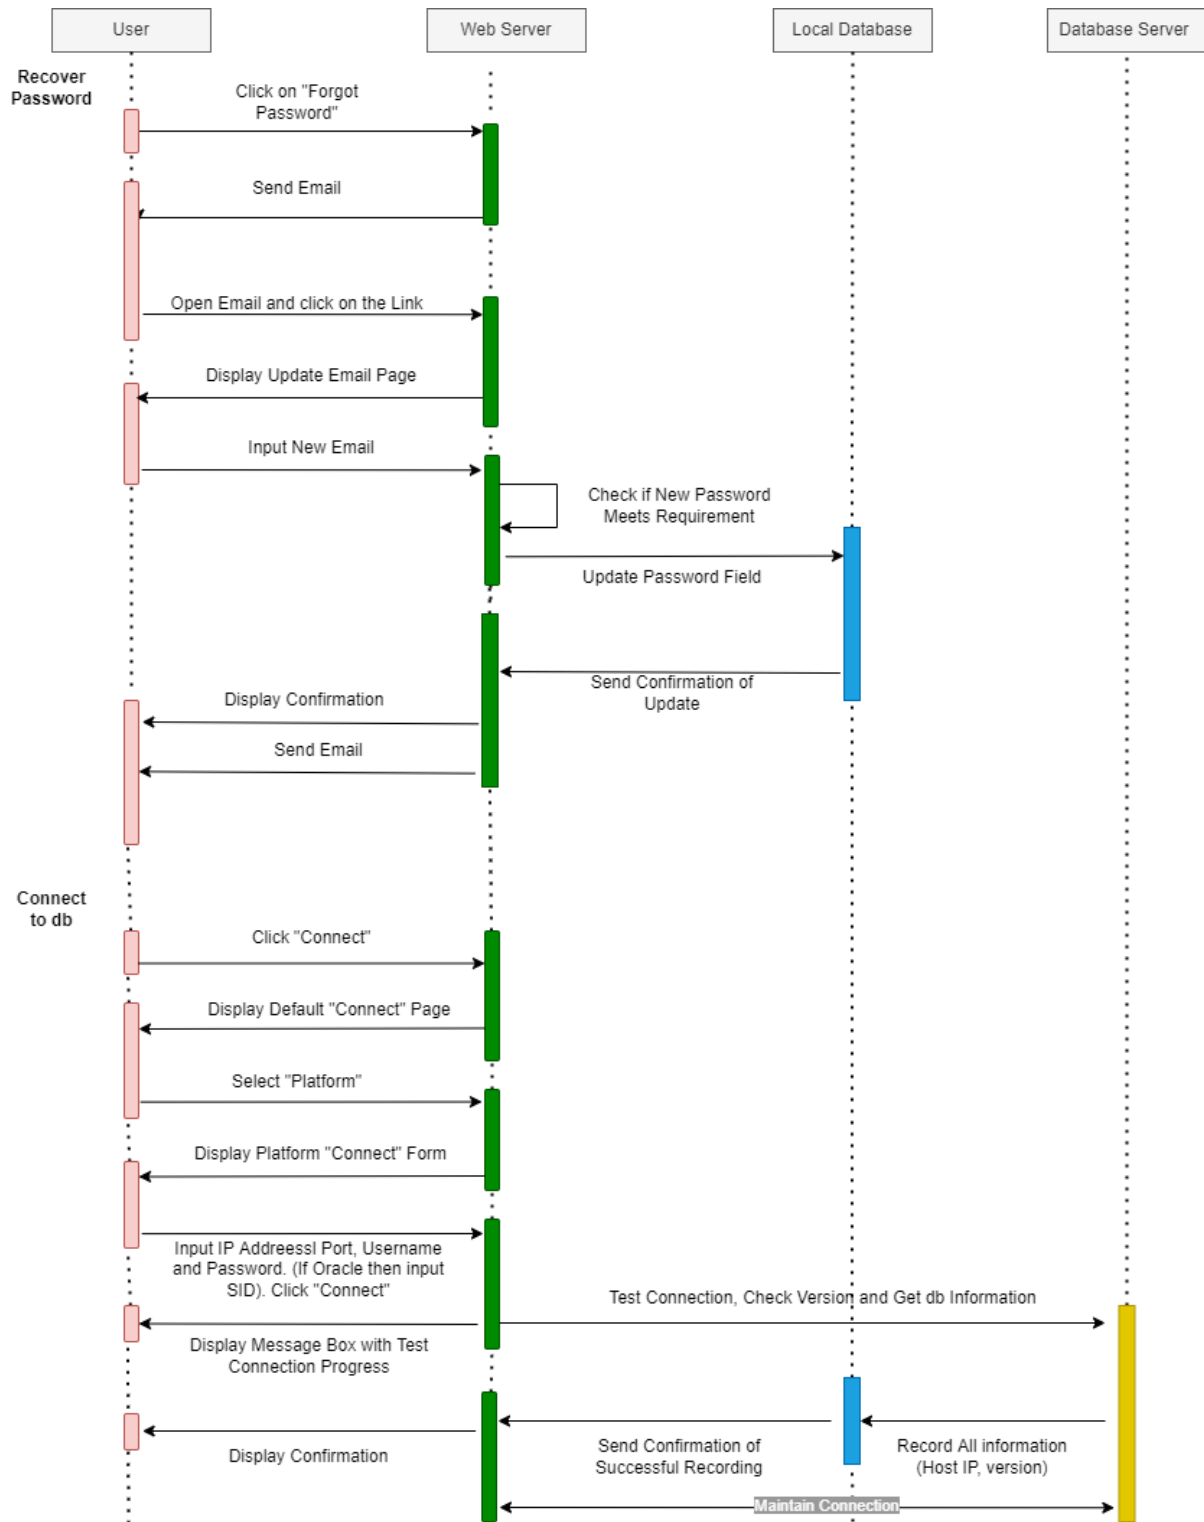 User
Web Server
Local Database
Database Server
Recover
Password
Click on "Forgot
Password"
Send Email
Open Email and click on the Link
Display Update Email Page
Input New Email
Check if New Password
Meets Requirement
Update Password Field
Send Confirmation of
Update
Display Confirmation
Send Email
Connect
to db
Click "Connect"
Display Default "Connect" Page
Select "Platform"
Display Platform "Connect" Form
Input IP Addreessl Port, Username
and Password. (If Oracle then input
SID). Click "Connect"
Test Connection, Check Version and Get db Information
Display Message Box with Test
Connection Progress
Display Confirmation
Send Confirmation of
Successful Recording
Record All information
(Host IP, version)
Maintain Connection